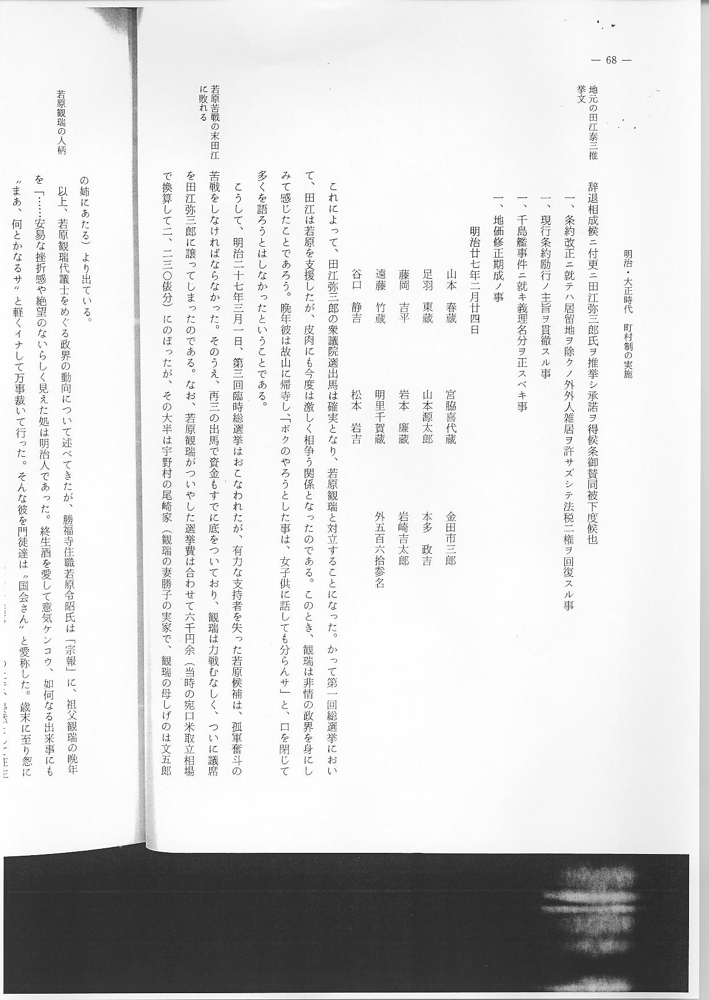 — 68 —
明治・大正時代　町村制の実施
地元の田江泰三推
挙文
辞退相成候ニ付更ニ田江弥三郎氏ヲ推挙シ承諾ヲ得候条御賛同被下度候也
一、条約改正ニ就テハ居留地ヲ除クノ外外人雑居ヲ許サズシテ法税二権ヲ回復スル事
一、現行条約励行ノ主旨ヲ貫徹スル事
一、千島艦事件ニ就キ義理名分ヲ正スベキ事
一、地価修正期成ノ事
明治廿七年二月廿四日
山本　春蔵　宮脇喜代蔵　金田市三郎
足羽　東蔵　山本源太郎　本多　政吉
藤岡　吉平　岩本　廉蔵　岩崎吉太郎
遠藤　竹蔵　明里千賀蔵　外五百六拾参名
谷口　静吉　松本　岩吉
これによって、田江弥三郎の衆議院選出馬は確実となり、若原観瑞と対立することになった。かって第一回総選挙におい
て、田江は若原を支援したが、皮肉にも今度は激しく相争う関係となったのである。このとき、観瑞は非情の政界を身にし
みて感じたことであろう。晩年彼は故山に帰寺し、「ボクのやろうとした事は、女子供に話しても分らんサ」と、口を閉じて
多くを語ろうとはしなかったということである。
若原苦戦の末田江
に敗れる
こうして、明治二十七年三月一日、第三回臨時総選挙はおこなわれたが、有力な支持者を失った若原候補は、孤軍奮斗の
苦戦をしなければならなかった。そのうえ、再三の出馬で資金もすでに底をついており、観瑞は力戦むなしく、ついに議席
を田江弥三郎に譲ってしまったのである。なお、若原観瑞がついやした選挙費は合わせて六千円余（当時の宛口米取立相場
で換算して二、二三〇俵分）にのぼったが、その大半は宇野村の尾崎家（観瑞の妻勝子の実家で、観瑞の母しげのは文五郎
の姉にあたる）より出ている。
若原観瑞の人柄
以上、若原観瑞代議士をめぐる政界の動向について述べてきたが、勝福寺住職若原令昭氏は「宗報」に、祖父観瑞の晩年
を「……安易な挫折感や絶望のないらしく見えた処は明治人であった。終生酒を愛して意気ケンコウ、如何なる出来事にも
〝まあ、何とかなるサ〟と軽くイナして万事裁いて行った。そんな彼を門徒達は〝国会さん〟と愛称した。歳末に至り忽に